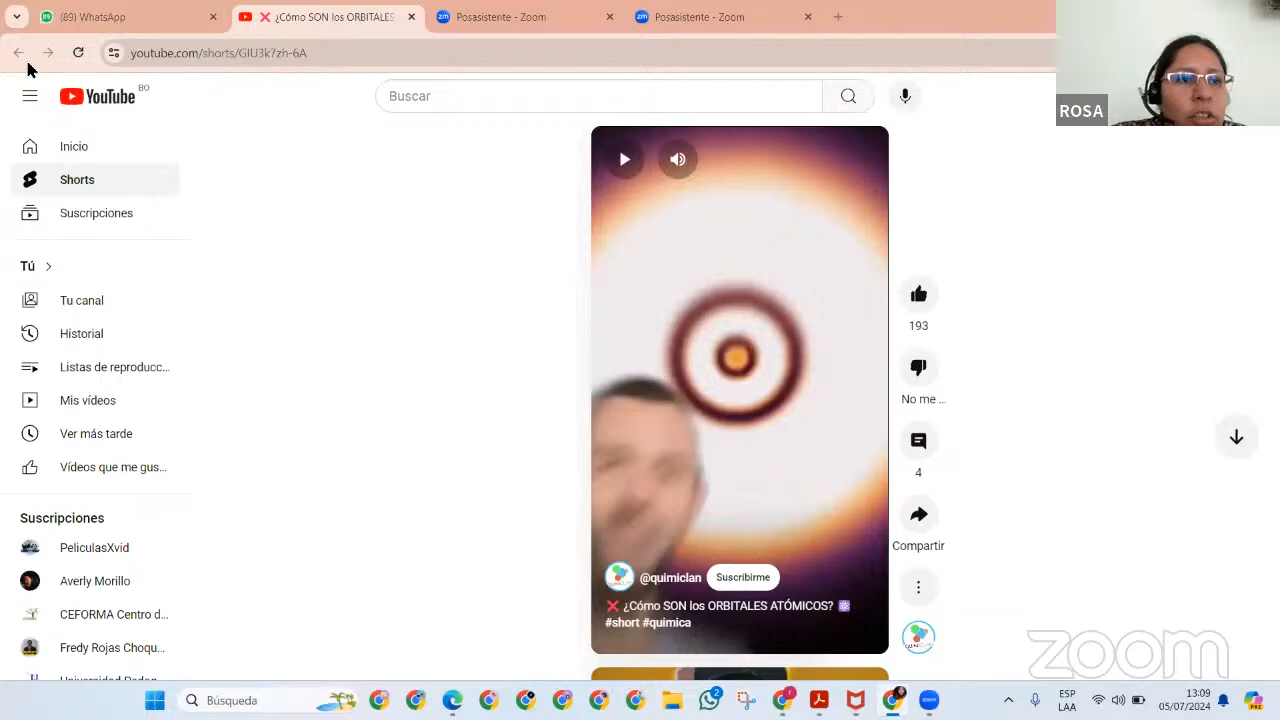 (89) WhatsApp
❌ ¿Cómo SON los ORBITALES
Posasistente - Zoom
Posasistente - Zoom
youtube.com/shorts/GIU3k7zh-6A
YouTube BO
Buscar
ROSA
Inicio
Shorts
Suscripciones
Tú
Tu canal
Historial
Listas de reproducc...
Mis vídeos
Ver más tarde
Vídeos que me gus...
Suscripciones
PeliculasXvid
Averly Morillo
CEFORMA Centro d...
Fredy Rojas Choqu...
193
No me ...
4
Compartir
@quimiclan
Suscribirme
❌ ¿Cómo SON los ORBITALES ATÓMICOS? ⚛️
#short #quimica
zoom
Búsqueda
2
ESP
LAA
13:09
05/07/2024